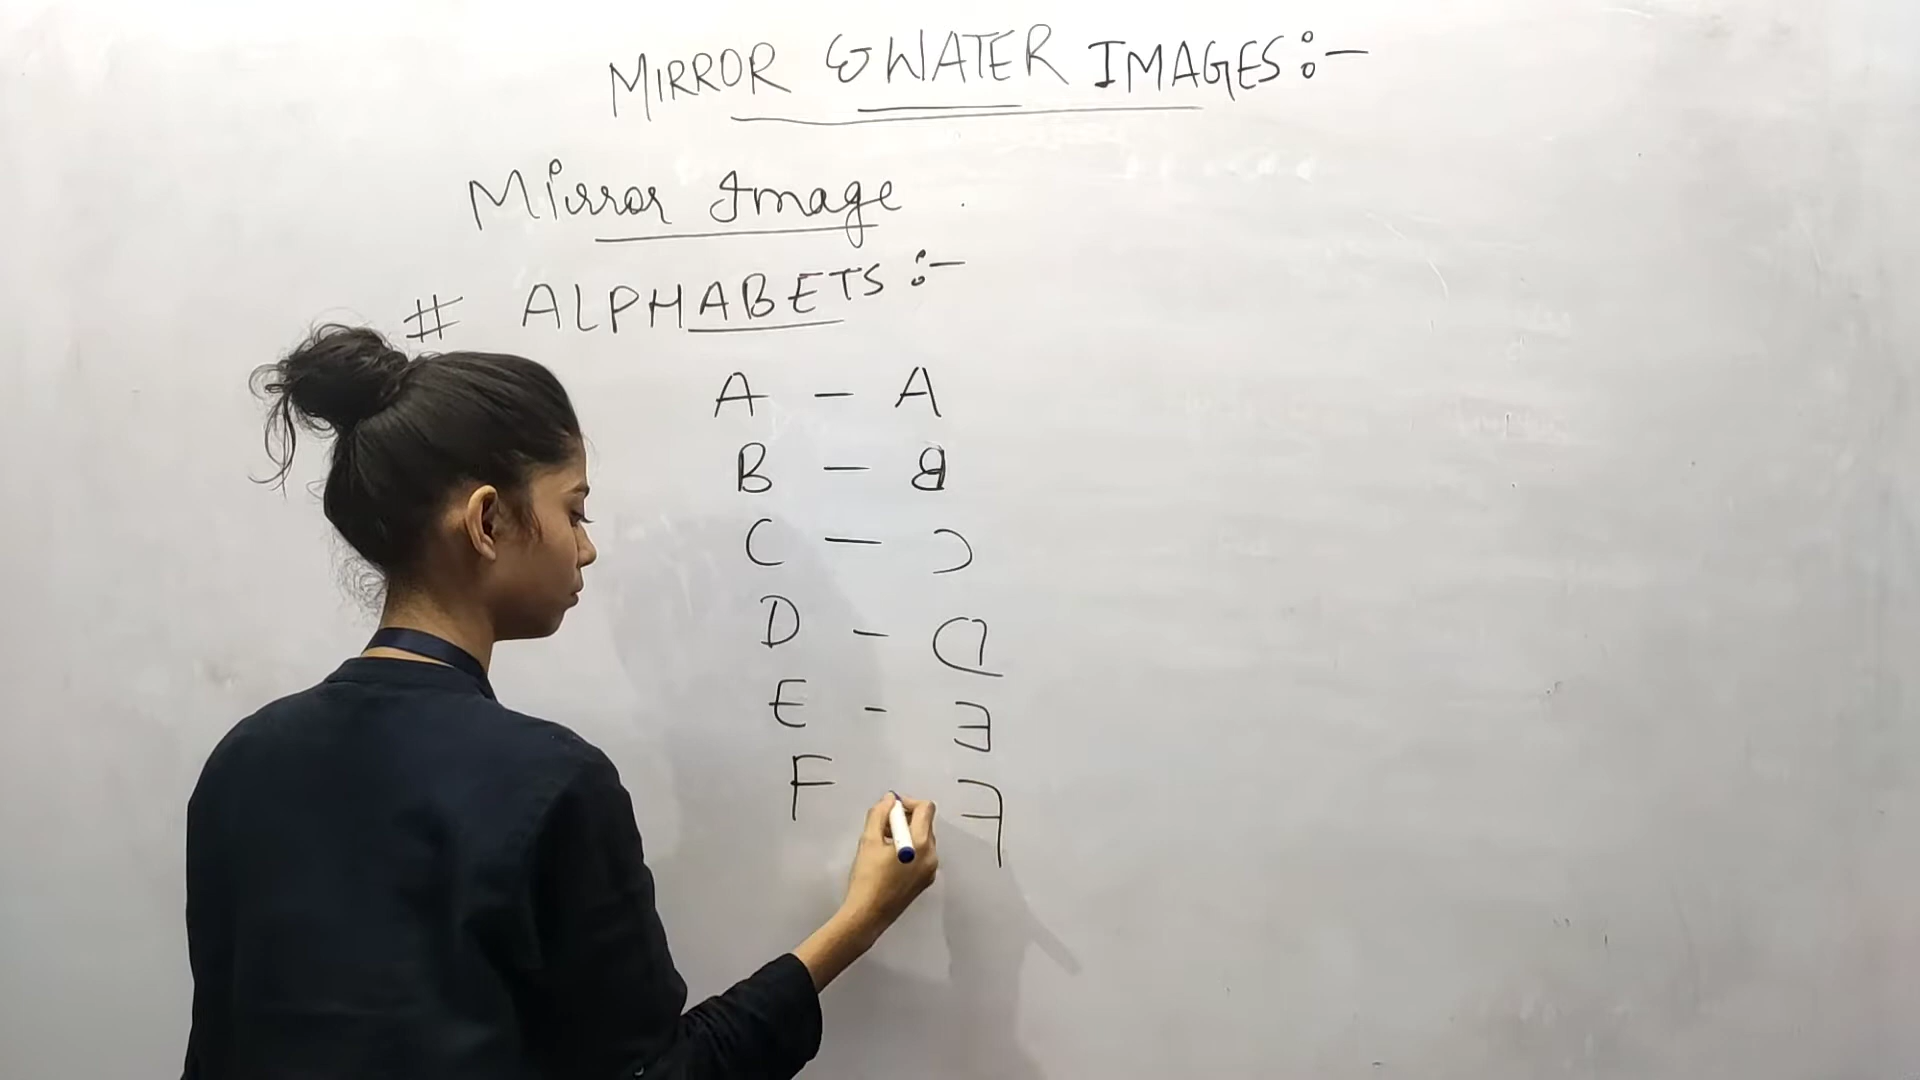 MIRROR & WATER IMAGES:-
Mirror Image
# ALPHABETS:-
A - A
B - ᗺ
C - Ɔ
D - ᗡ
E - Ǝ
F ꟻ